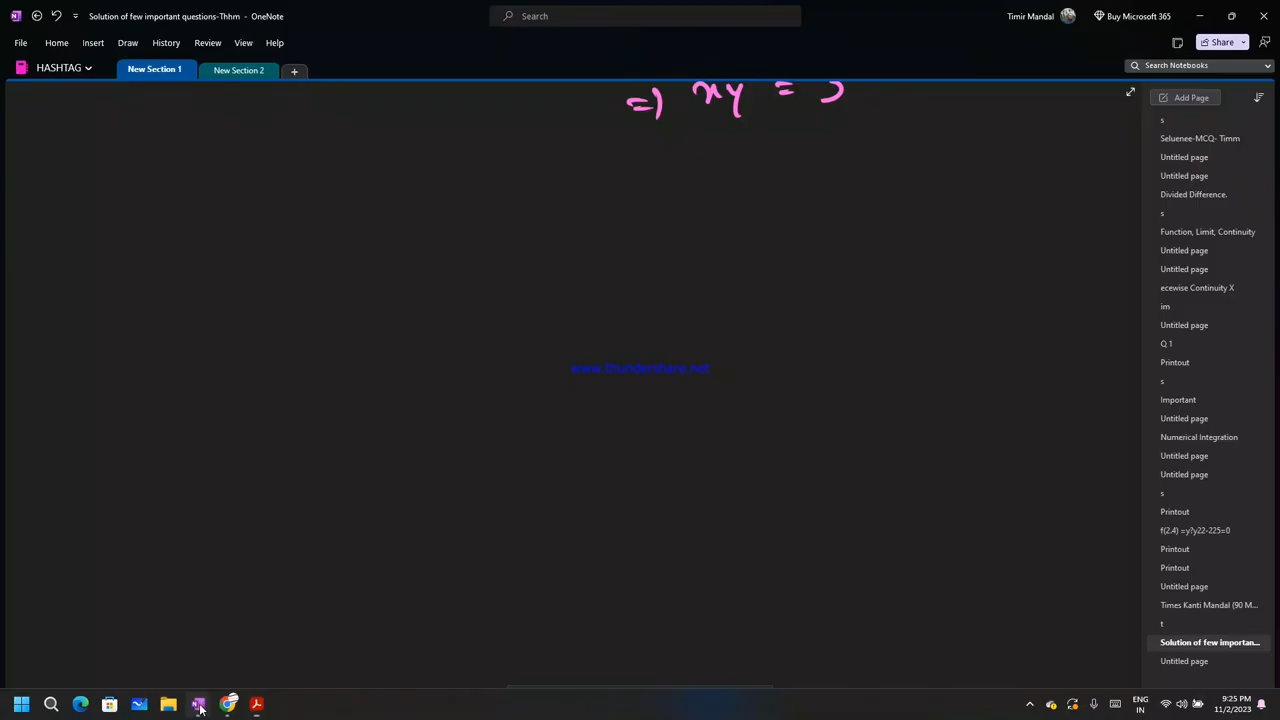 Solution of few important questions-Thhm - OneNote
Search
Timir Mandal
Buy Microsoft 365
File Home Insert Draw History Review View Help
Share
HASHTAG
New Section 1
New Section 2
+
Search Notebooks
=) xy =
Add Page
s
Seluenee-MCQ- Timm
Untitled page
Untitled page
Divided Difference.
s
Function, Limit, Continuity
Untitled page
Untitled page
ecewise Continuity X
im
Untitled page
Q 1
Printout
www.thundershare.net
s
Important
Untitled page
Numerical Integration
Untitled page
Untitled page
s
Printout
f(2.4) =y?y22-225=0
Printout
Printout
Untitled page
Times Kanti Mandal (90 M...
t
Solution of few importan...
Untitled page
ENG
IN
9:25 PM
11/2/2023